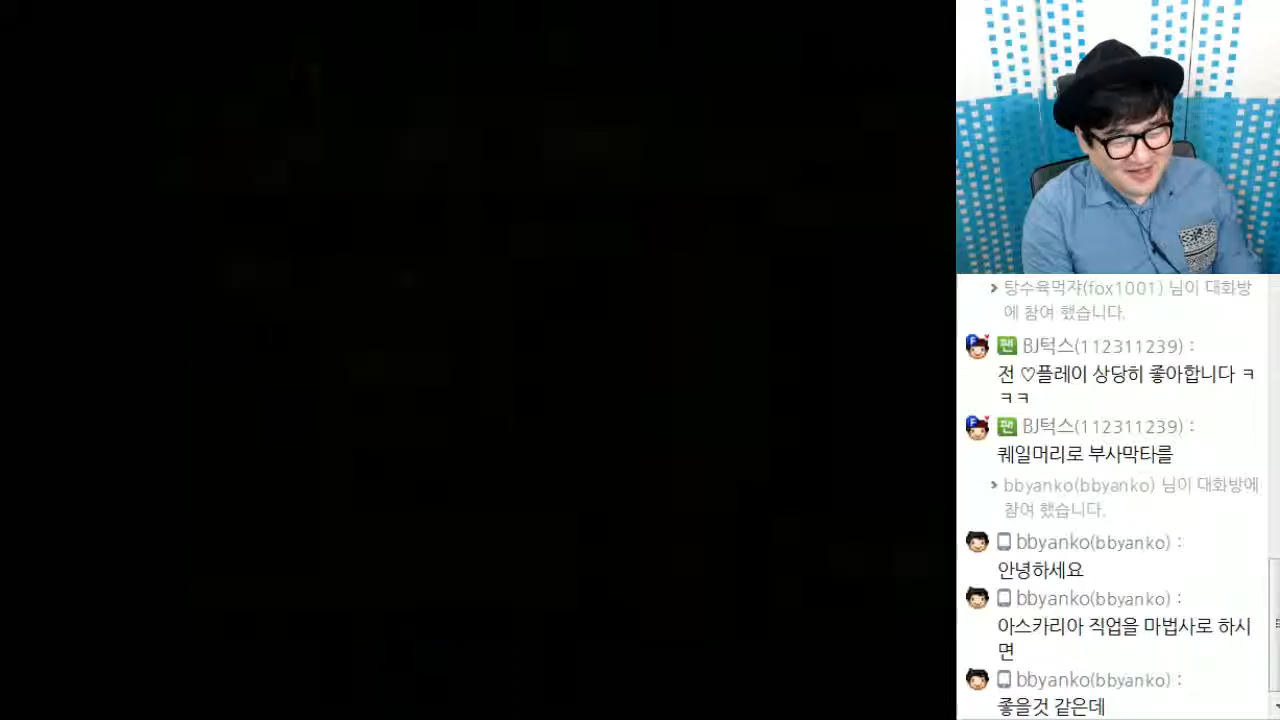 탕수육먹쟈(fox1001) 님이 대화방
에 참여 했습니다.
팬 BJ턱스(112311239) :
전 ♡플레이 상당히 좋아합니다 ㅋ
ㅋㅋ
팬 BJ턱스(112311239) :
퀘일머리로 부사막타를
bbyanko(bbyanko) 님이 대화방에
참여 했습니다.
bbyanko(bbyanko) :
안녕하세요
bbyanko(bbyanko) :
아스카리아 직업을 마법사로 하시
면
bbyanko(bbyanko) :
좋을것 같은데